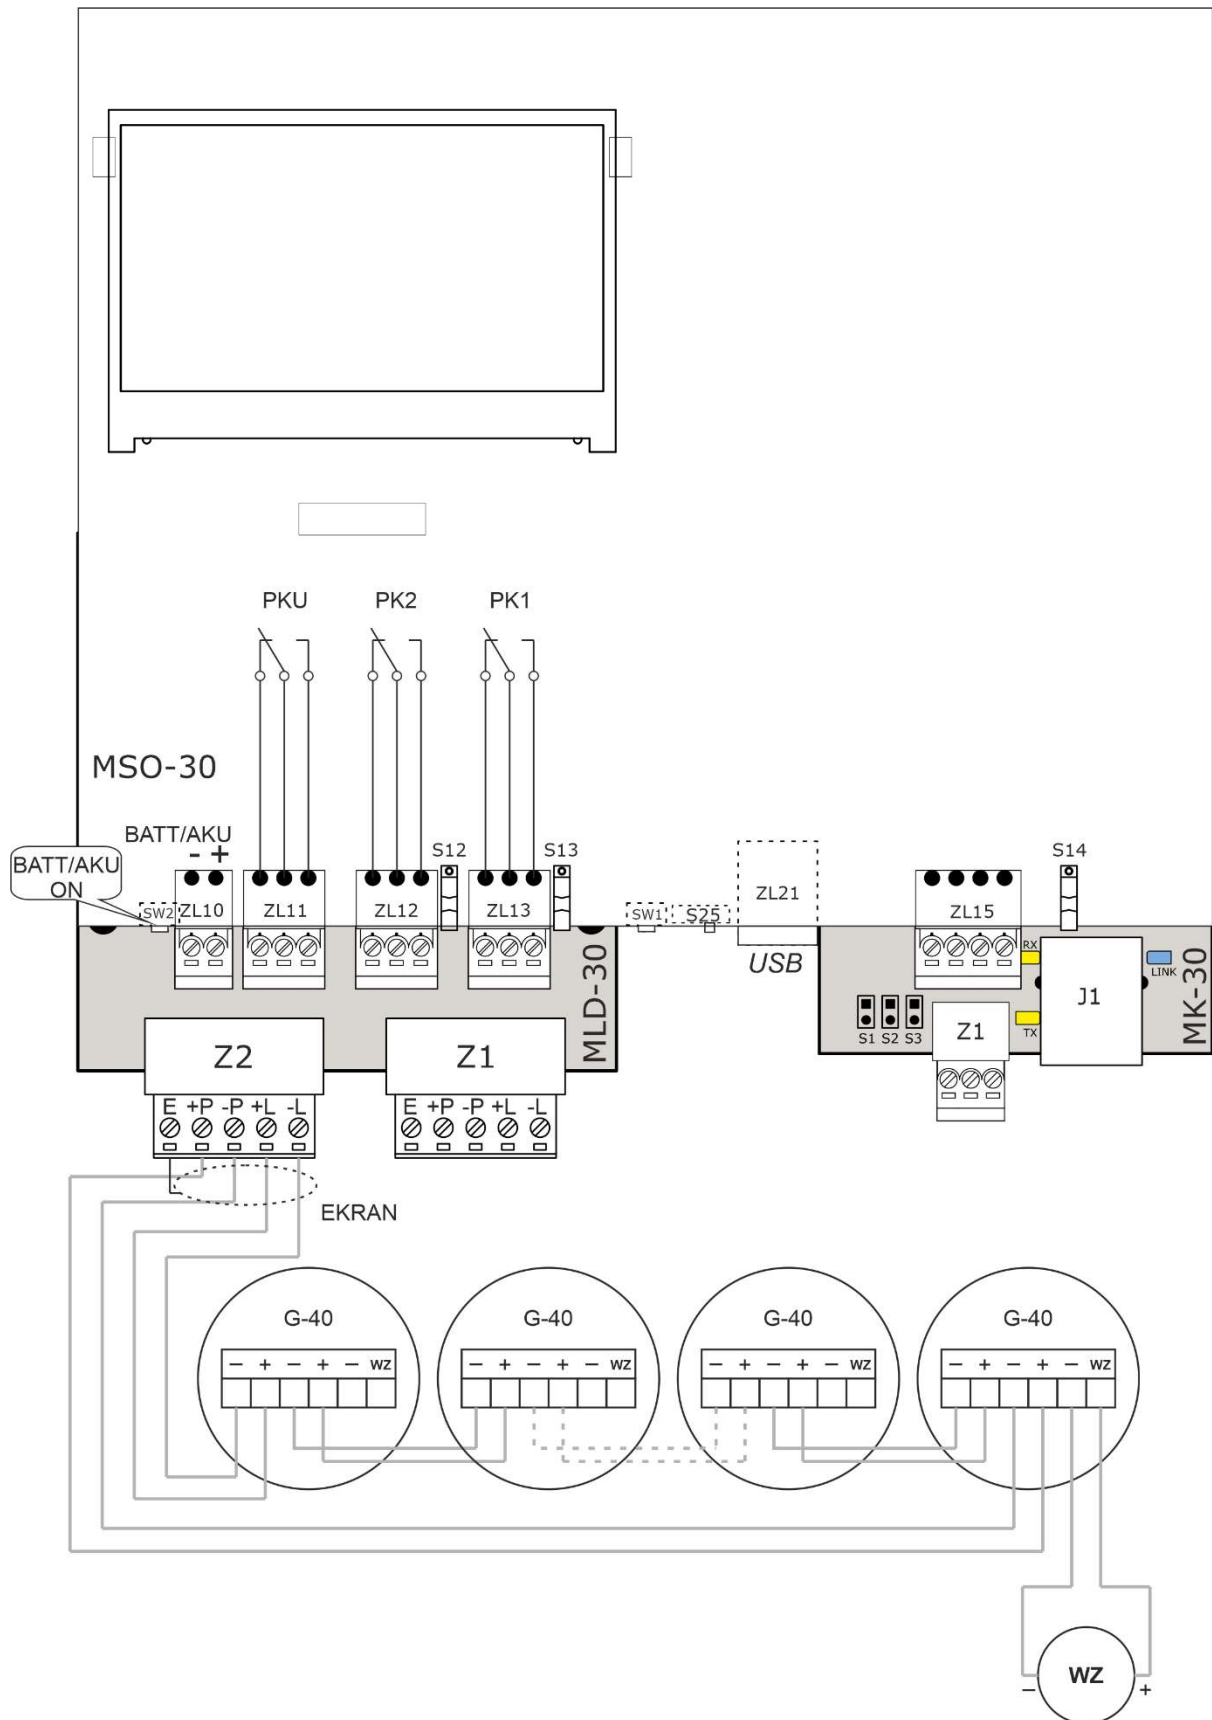 PKU PK2 PK1
MSO-30
BATT/AKU
- +
BATT/AKU
ON
S12 S13 S14
SW2 ZL10 ZL11 ZL12 ZL13 SW1 S25 ZL21 ZL15
USB
RX
LINK
TX
J1
MLD-30
MK-30
S1 S2 S3
Z2 Z1 Z1
E +P -P +L -L E +P -P +L -L
EKRAN
G-40 G-40 G-40 G-40
− + − + − WZ − + − + − WZ − + − + − WZ − + − + − WZ
− WZ +